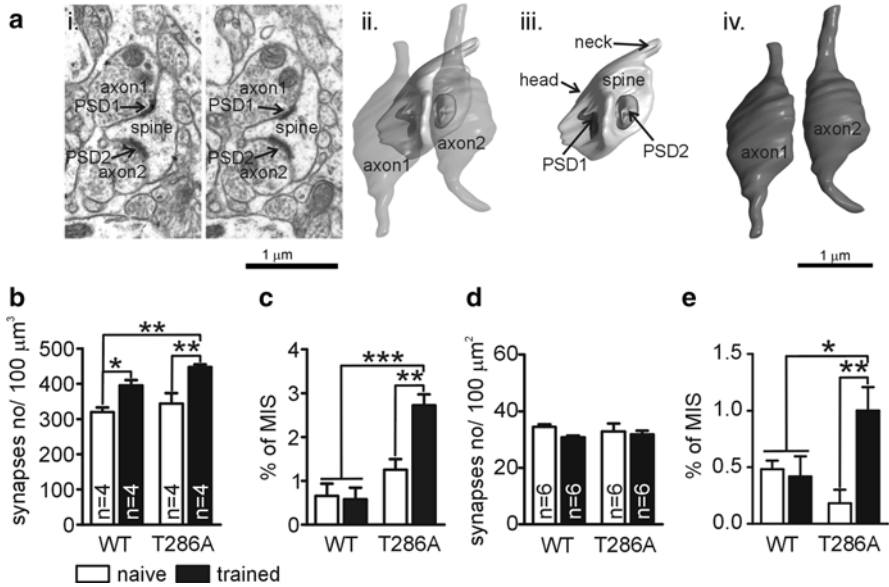 a
i.
axon1
PSD1
spine
PSD2
axon2
axon1
PSD1
spine
PSD2
axon2
1 μm
ii.
axon1
axon2
iii.
neck
head
spine
PSD1
PSD2
iv.
axon1
axon2
1 μm
b
synapses no/ 100 μm³
500
400
300
200
100
0
*
**
**
n=4
n=4
n=4
n=4
WT
T286A
c
% of MIS
4
3
2
1
0
***
**
WT
T286A
d
synapses no/ 100 μm²
60
40
20
0
n=6
n=6
n=6
n=6
WT
T286A
e
% of MIS
1.5
1.0
0.5
0.0
*
**
WT
T286A
naive
trained